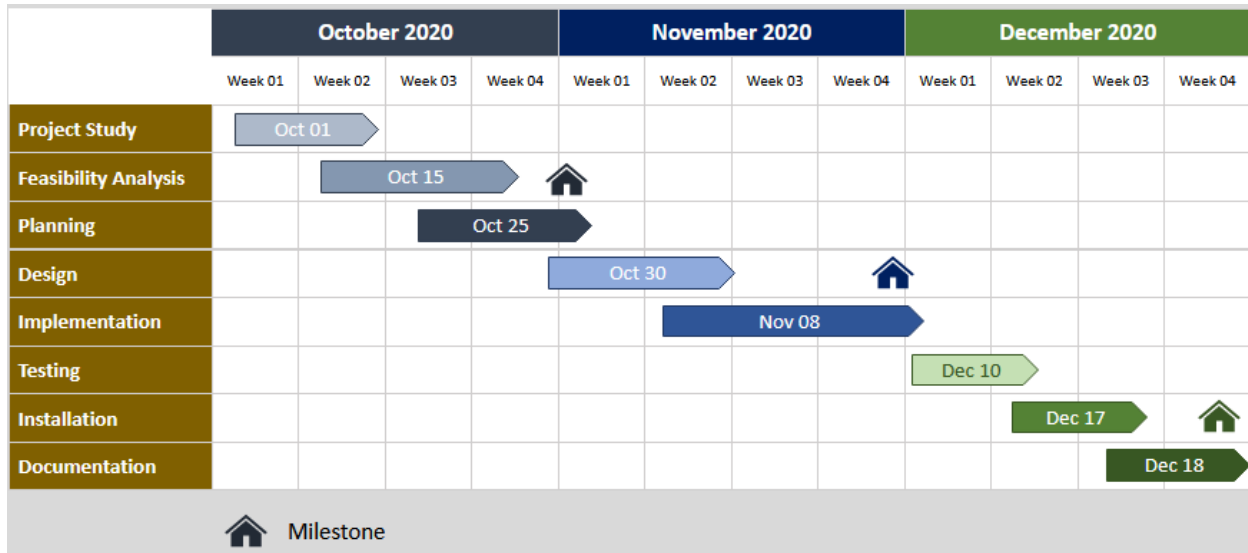 October 2020 November 2020 December 2020
Week 01 Week 02 Week 03 Week 04 Week 01 Week 02 Week 03 Week 04 Week 01 Week 02 Week 03 Week 04
Project Study Oct 01
Feasibility Analysis Oct 15
Planning Oct 25
Design Oct 30
Implementation Nov 08
Testing Dec 10
Installation Dec 17
Documentation Dec 18
Milestone